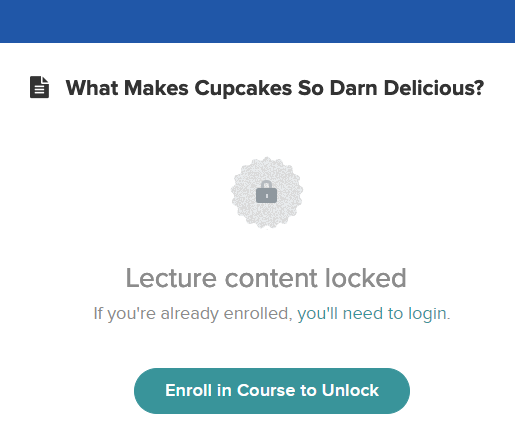 What Makes Cupcakes So Darn Delicious?
Lecture content locked
If you're already enrolled, you'll need to login.
Enroll in Course to Unlock